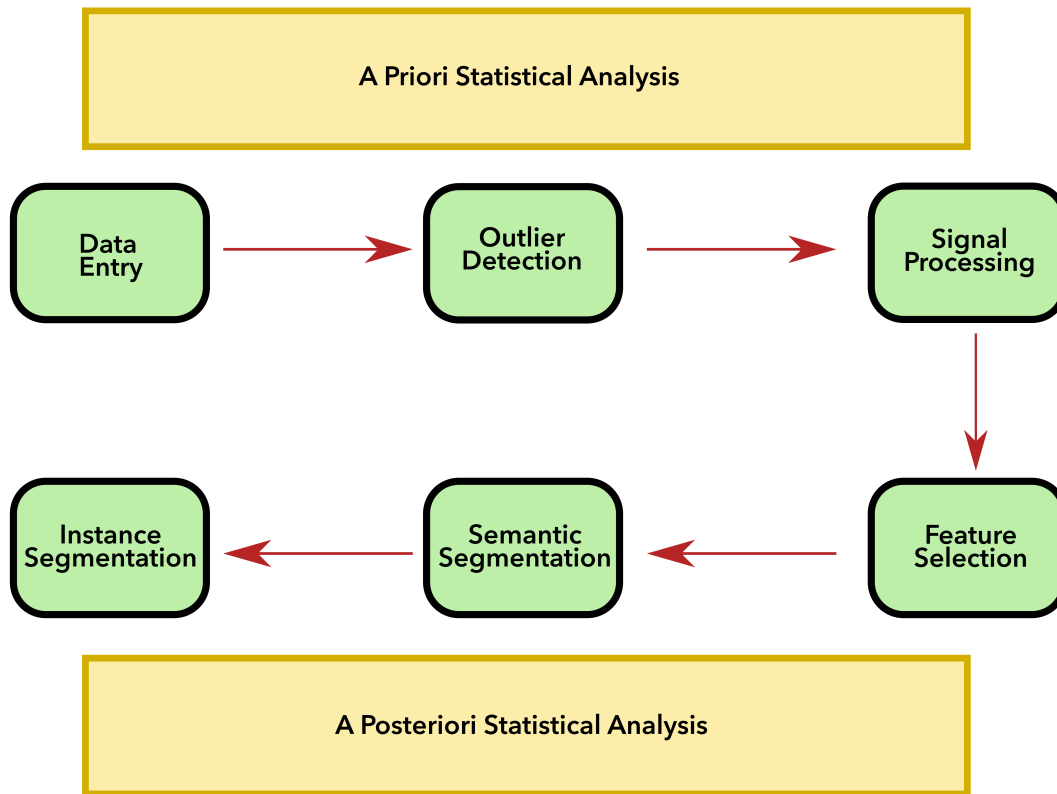 A Priori Statistical Analysis
Data
Entry
Outlier
Detection
Signal
Processing
Instance
Segmentation
Semantic
Segmentation
Feature
Selection
A Posteriori Statistical Analysis